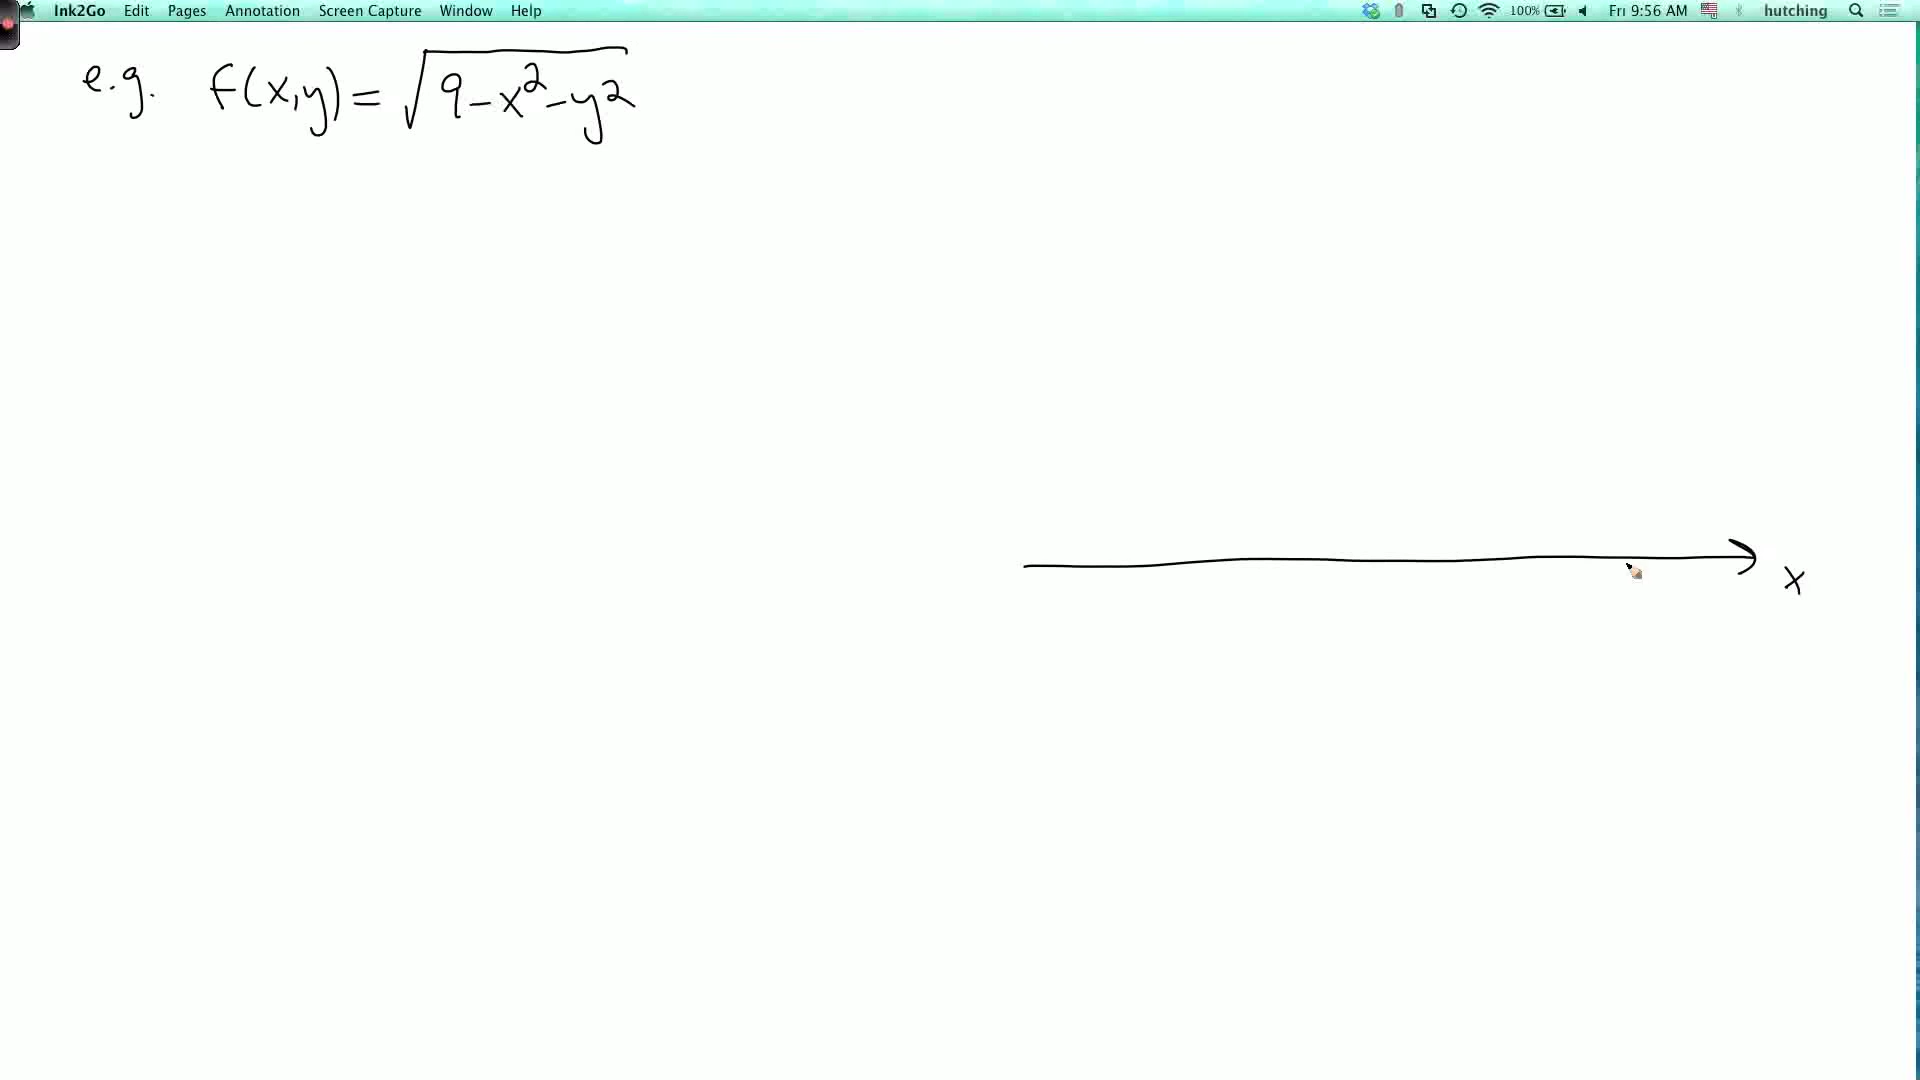 Ink2Go Edit Pages Annotation Screen Capture Window Help 100% Fri 9:56 AM hutching
e.g. f(x,y) = √(9-x²-y²)
x